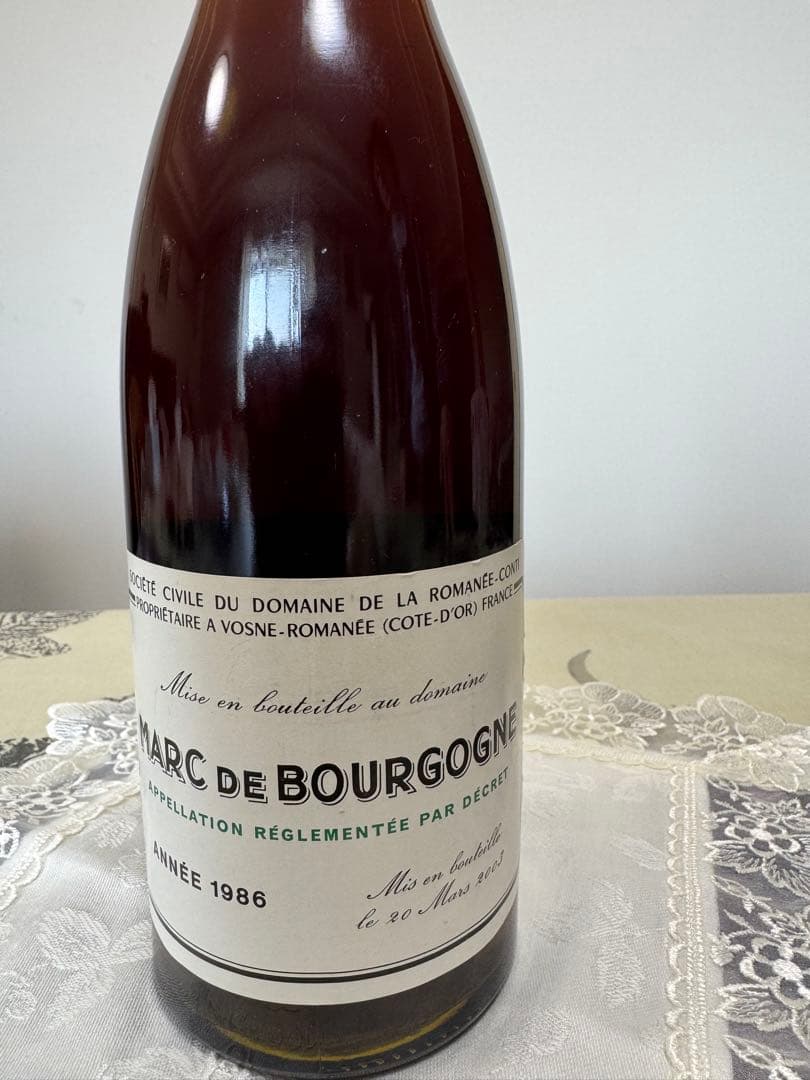 SOCIÉTÉ CIVILE DU DOMAINE DE LA ROMANÉE-CONTI
PROPRIÉTAIRE A VOSNE-ROMANÉE (COTE-D'OR) FRANCE
Mise en bouteille au domaine
MARC DE BOURGOGNE
APPELLATION RÉGLEMENTÉE PAR DÉCRET
ANNÉE 1986
Mis en bouteille
le 20 Mars 2003